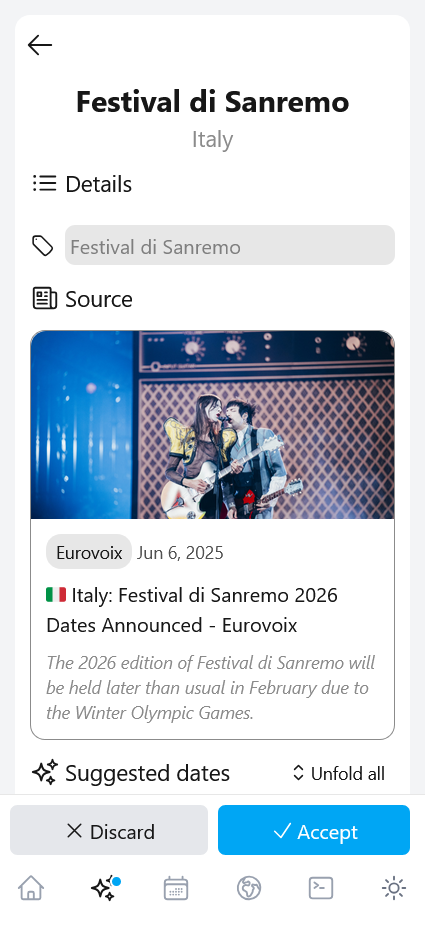 Festival di Sanremo
Italy
Details
Festival di Sanremo
Source
Eurovoix Jun 6, 2025
Italy: Festival di Sanremo 2026
Dates Announced - Eurovoix
The 2026 edition of Festival di Sanremo will
be held later than usual in February due to
the Winter Olympic Games.
Suggested dates Unfold all
Discard Accept